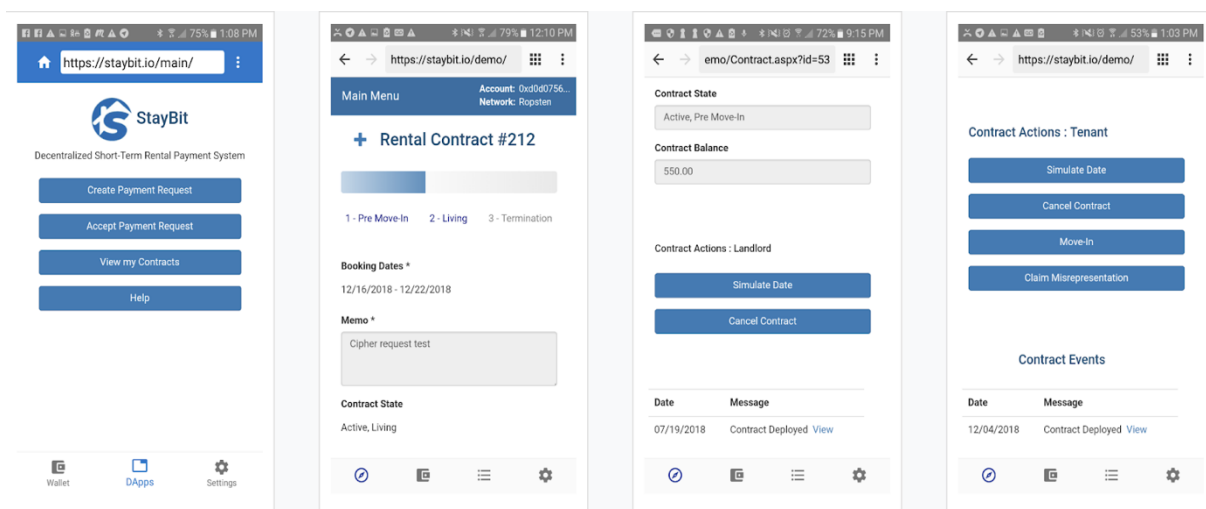 75% 1:08 PM
https://staybit.io/main/
StayBit
Decentralized Short-Term Rental Payment System
Create Payment Request
Accept Payment Request
View my Contracts
Help
Wallet
DApps
Settings
79% 12:10 PM
https://staybit.io/demo/
Main Menu
Account: 0xd0d0756...
Network: Ropsten
Rental Contract #212
1 - Pre Move-In 2 - Living 3 - Termination
Booking Dates *
12/16/2018 - 12/22/2018
Memo *
Cipher request test
Contract State
Active, Living
72% 9:15 PM
emo/Contract.aspx?id=53
Contract State
Active, Pre Move-In
Contract Balance
550.00
Contract Actions : Landlord
Simulate Date
Cancel Contract
Date Message
07/19/2018 Contract Deployed View
53% 1:03 PM
https://staybit.io/demo/
Contract Actions : Tenant
Simulate Date
Cancel Contract
Move-In
Claim Misrepresentation
Contract Events
Date Message
12/04/2018 Contract Deployed View